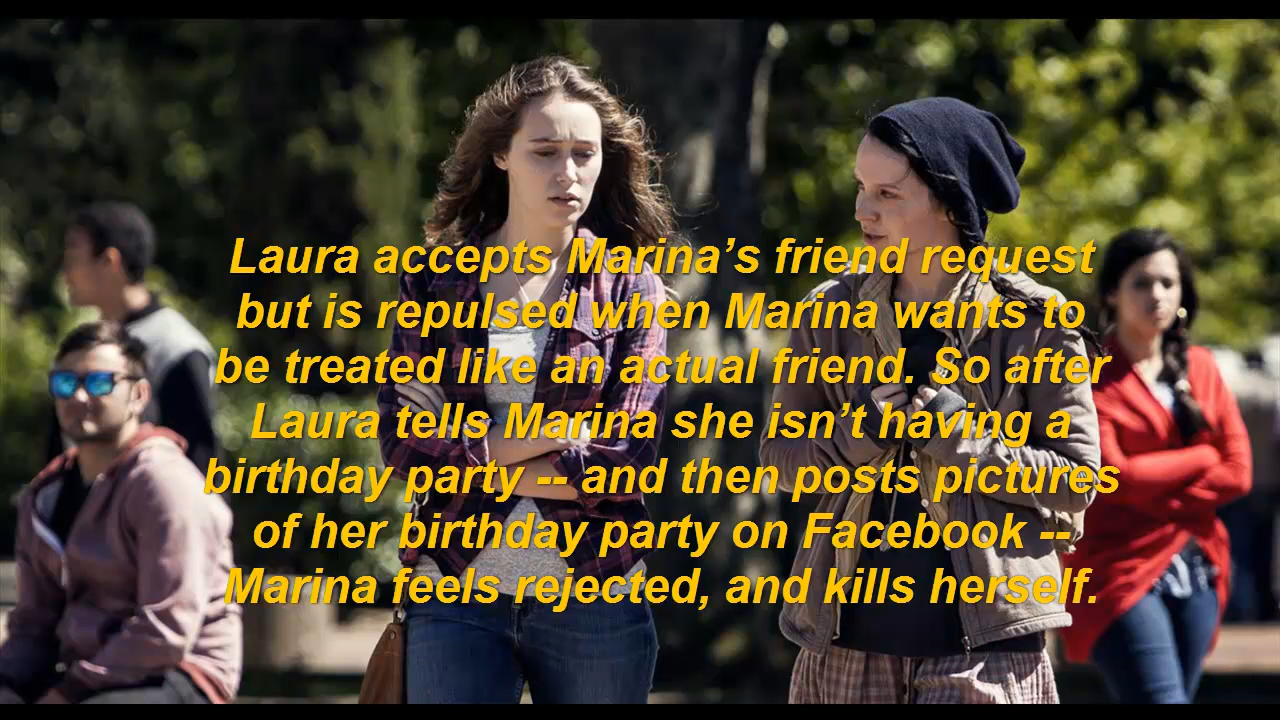 Laura accepts Marina’s friend request
but is repulsed when Marina wants to
be treated like an actual friend. So after
Laura tells Marina she isn’t having a
birthday party -- and then posts pictures
of her birthday party on Facebook --
Marina feels rejected, and kills herself.